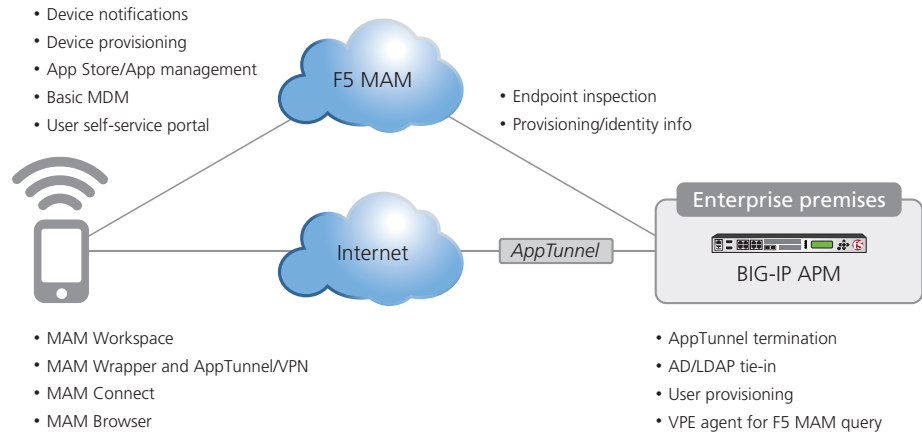 • Device notifications
• Device provisioning
• App Store/App management
• Basic MDM
• User self-service portal
F5 MAM
• Endpoint inspection
• Provisioning/identity info
Internet
AppTunnel
Enterprise premises
BIG-IP APM
• MAM Workspace
• MAM Wrapper and AppTunnel/VPN
• MAM Connect
• MAM Browser
• AppTunnel termination
• AD/LDAP tie-in
• User provisioning
• VPE agent for F5 MAM query